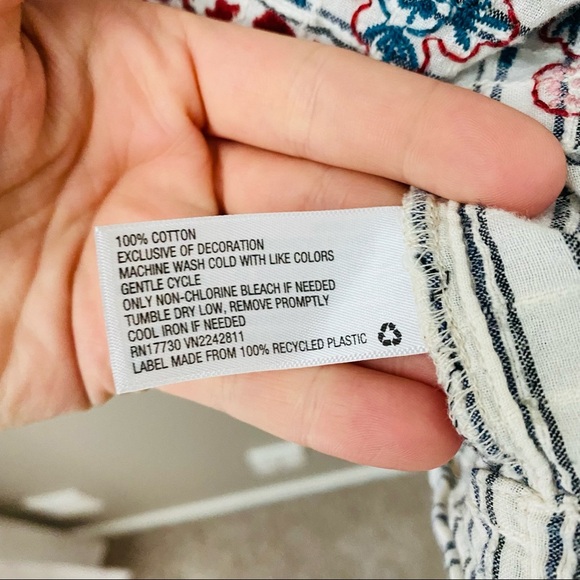 100% COTTON
EXCLUSIVE OF DECORATION
MACHINE WASH COLD WITH LIKE COLORS
GENTLE CYCLE
ONLY NON-CHLORINE BLEACH IF NEEDED
TUMBLE DRY LOW, REMOVE PROMPTLY
COOL IRON IF NEEDED
RN17730 VN2242811
LABEL MADE FROM 100% RECYCLED PLASTIC